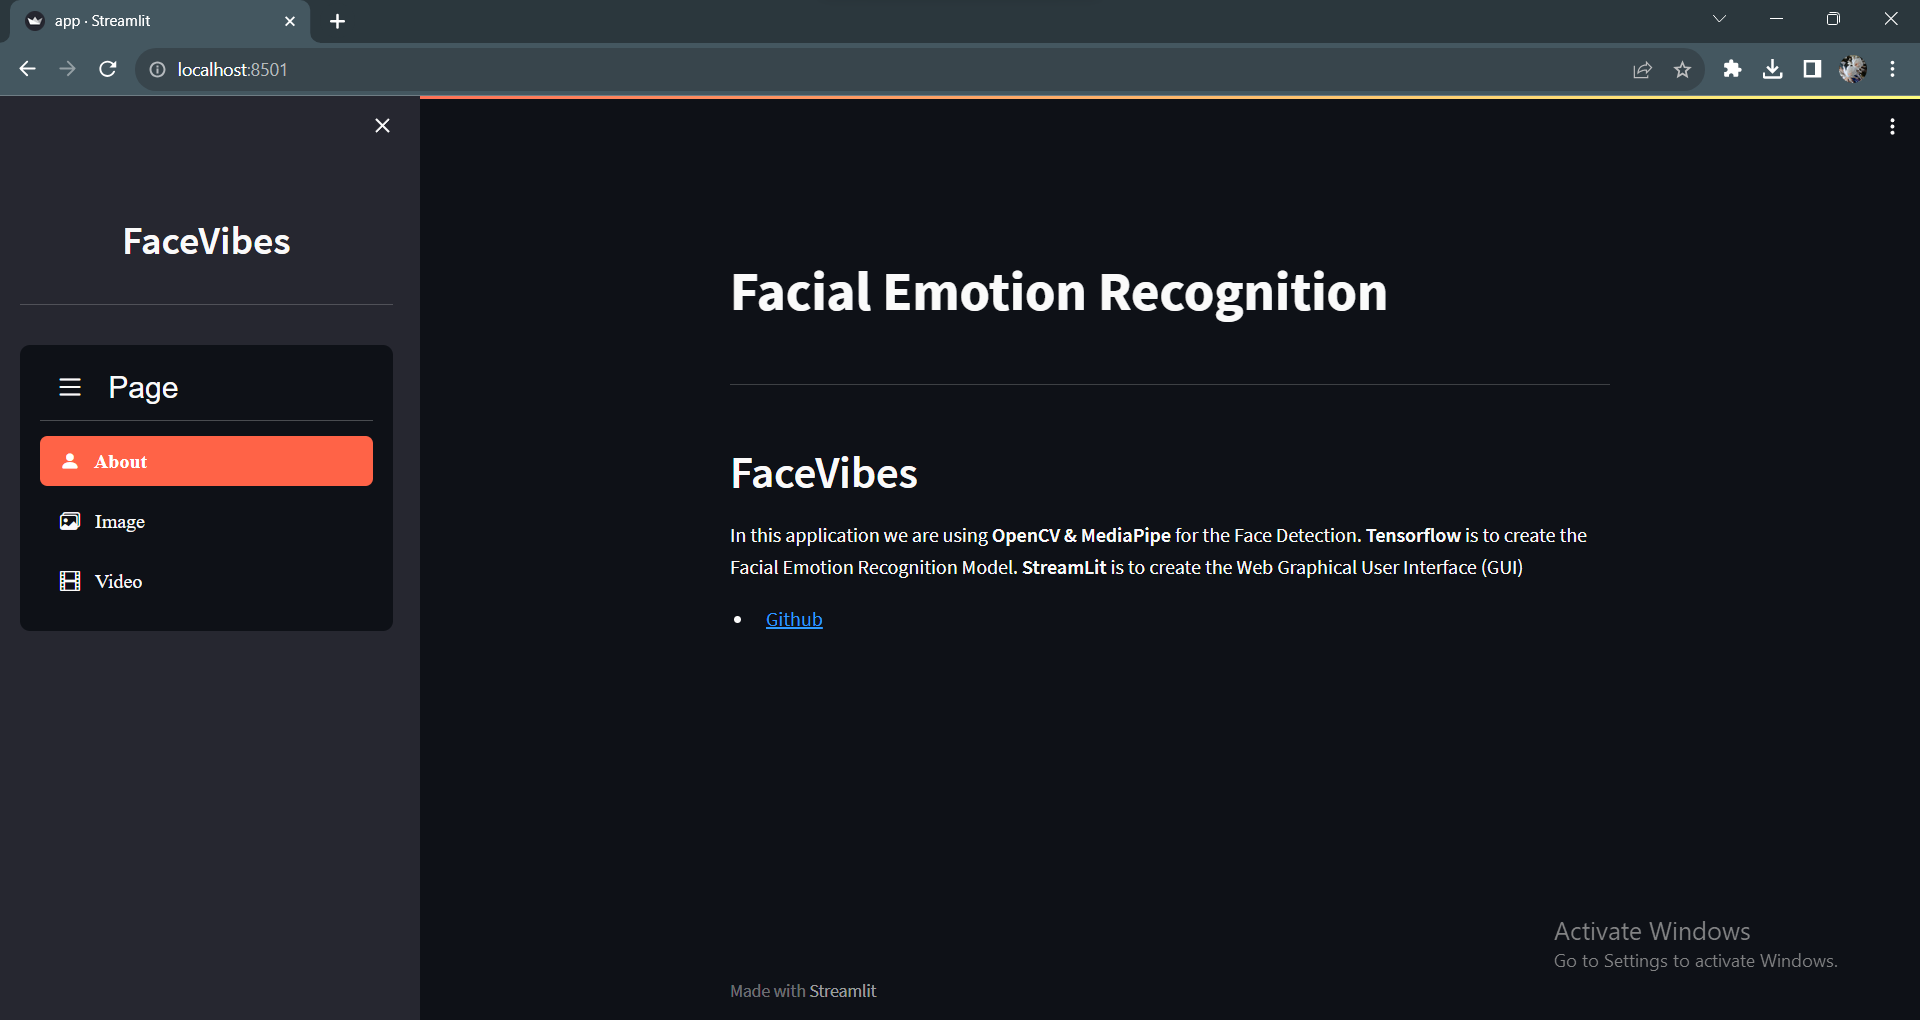 app · Streamlit
localhost:8501
FaceVibes
Page
About
Image
Video
Facial Emotion Recognition
FaceVibes
In this application we are using OpenCV & MediaPipe for the Face Detection. Tensorflow is to create the
Facial Emotion Recognition Model. StreamLit is to create the Web Graphical User Interface (GUI)
• Github
Activate Windows
Go to Settings to activate Windows.
Made with Streamlit